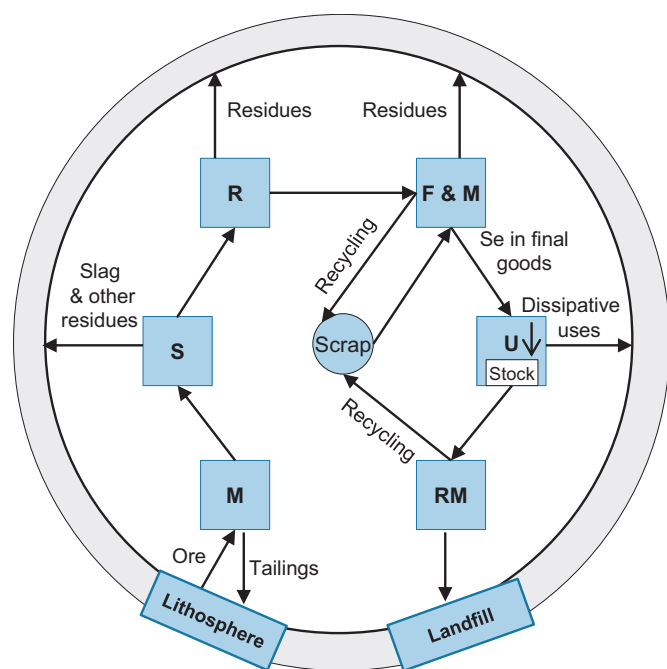 Residues
Residues
R
F & M
Recycling
Se in final
goods
Slag
& other
residues
Dissipative
uses
S
Scrap
U
Stock
Recycling
M
RM
Ore
Tailings
Lithosphere
Landfill